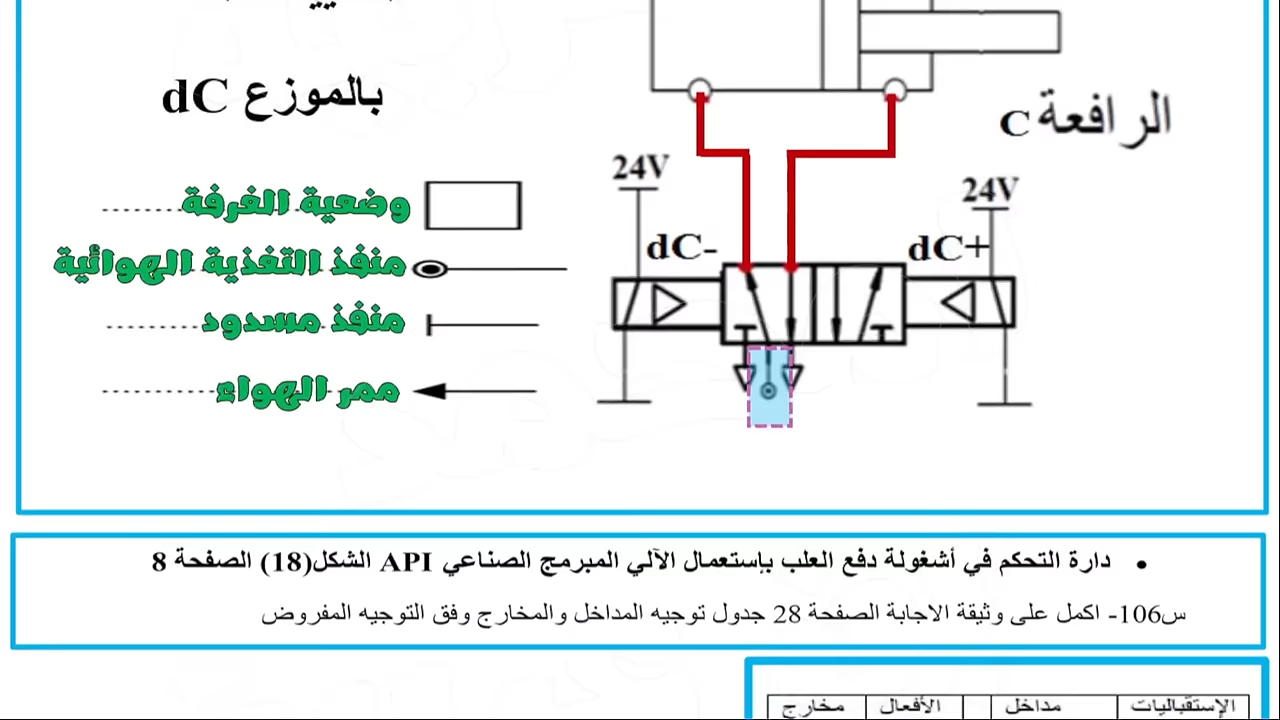 بالموزع dC
الرافعة C
24V
24V
dC-
dC+
وضعية الغرفة
منفذ التغذية الهوائية
منفذ مسدود
ممر الهواء
• دارة التحكم في أشغولة دفع العلب بإستعمال الآلي المبرمج الصناعي API الشكل(18) الصفحة 8
س106- اكمل على وثيقة الاجابة الصفحة 28 جدول توجيه المداخل والمخارج وفق التوجيه المفروض
الإستقباليات مداخل الأفعال مخارج